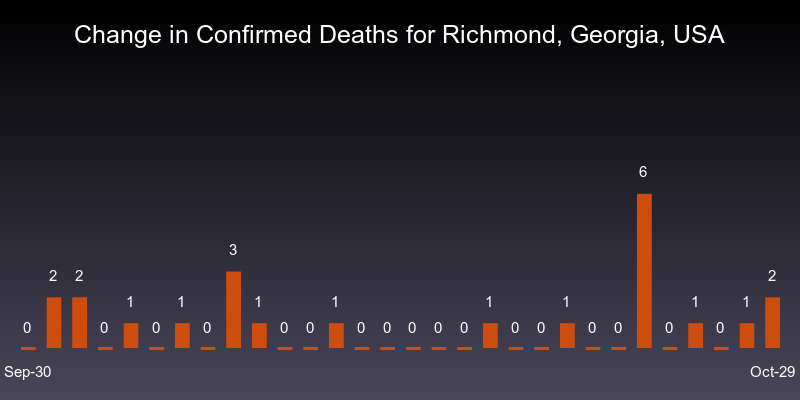 Change in Confirmed Deaths for Richmond, Georgia, USA
0 2 2 0 1 0 1 0 3 1 0 0 1 0 0 0 0 0 1 0 0 1 0 0 6 0 1 0 1 2
Sep-30 Oct-29